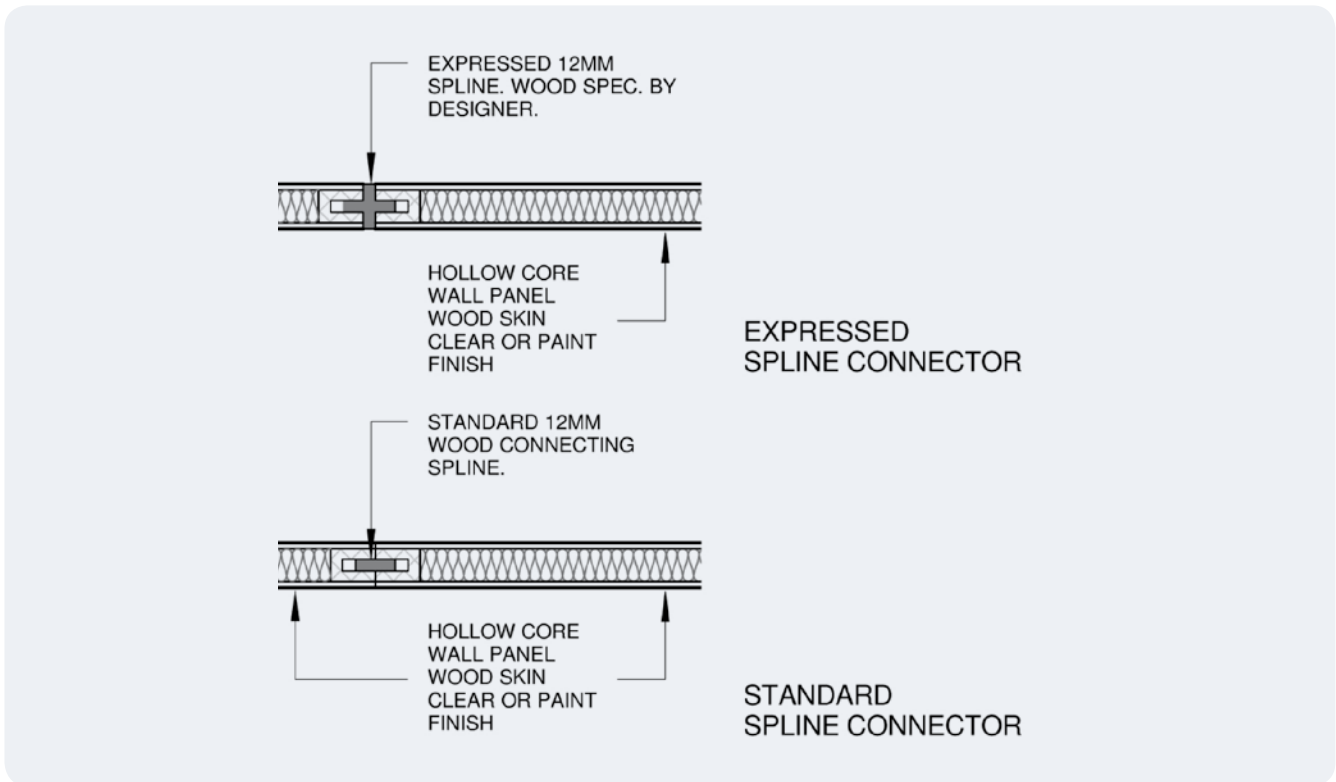 EXPRESSED 12MM
SPLINE. WOOD SPEC. BY
DESIGNER.
HOLLOW CORE
WALL PANEL
WOOD SKIN
CLEAR OR PAINT
FINISH
EXPRESSED
SPLINE CONNECTOR
STANDARD 12MM
WOOD CONNECTING
SPLINE.
HOLLOW CORE
WALL PANEL
WOOD SKIN
CLEAR OR PAINT
FINISH
STANDARD
SPLINE CONNECTOR